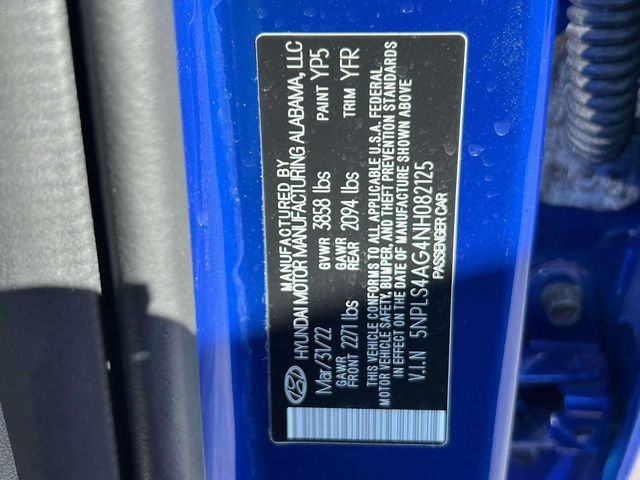 MANUFACTURED BY
HYUNDAI MOTOR MANUFACTURING ALABAMA, LLC
Mar/31/22 GVWR 3858 lbs PAINT YP5
GAWR FRONT 2271 lbs GAWR REAR 2094 lbs TRIM YFR
THIS VEHICLE CONFORMS TO ALL APPLICABLE U.S.A. FEDERAL
MOTOR VEHICLE SAFETY, BUMPER, AND THEFT PREVENTION STANDARDS
IN EFFECT ON THE DATE OF MANUFACTURE SHOWN ABOVE
V.I.N 5NPLS4AG4NH082125
PASSENGER CAR